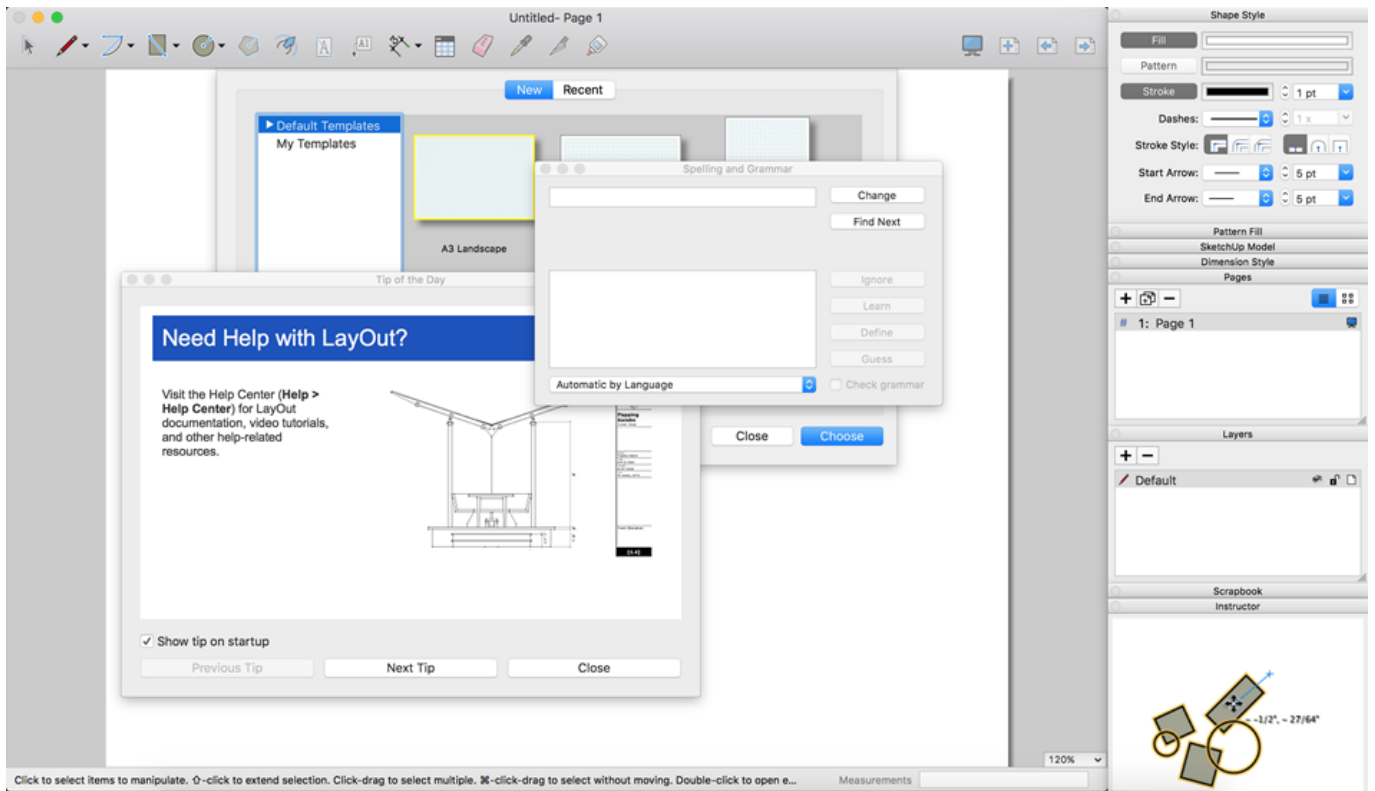 Untitled- Page 1
New
Recent
Default Templates
My Templates
A3 Landscape
Spelling and Grammar
Change
Find Next
Ignore
Learn
Define
Guess
Automatic by Language
Check grammar
Close
Choose
Tip of the Day
Need Help with LayOut?
Visit the Help Center (Help >
Help Center) for LayOut
documentation, video tutorials,
and other help-related
resources.
Show tip on startup
Previous Tip
Next Tip
Close
120%
Click to select items to manipulate. ⇧-click to extend selection. Click-drag to select multiple. ⌘-click-drag to select without moving. Double-click to open e...
Measurements
Shape Style
Fill
Pattern
Stroke
1 pt
Dashes:
1 x
Stroke Style:
Start Arrow:
5 pt
End Arrow:
5 pt
Pattern Fill
SketchUp Model
Dimension Style
Pages
# 1: Page 1
Layers
Default
Scrapbook
Instructor
~ -1/2", ~ 27/64"